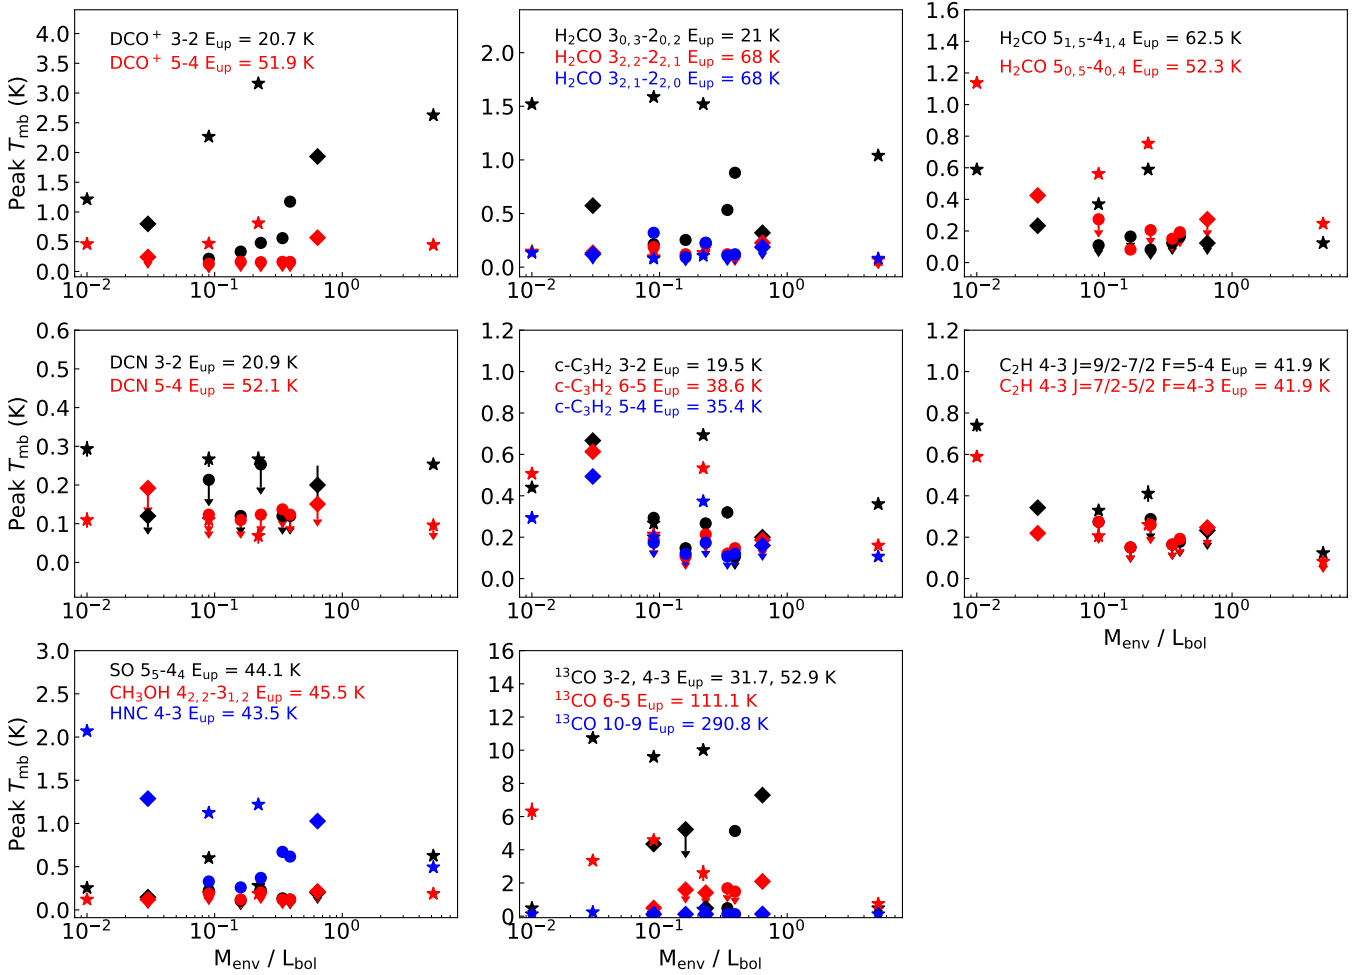 DCO⁺ 3-2 E_up = 20.7 K
DCO⁺ 5-4 E_up = 51.9 K
4.0
3.5
3.0
2.5
2.0
1.5
1.0
0.5
0.0
Peak T_mb (K)
10⁻² 10⁻¹ 10⁰
H₂CO 3₀,₃-2₀,₂ E_up = 21 K
H₂CO 3₂,₂-2₂,₁ E_up = 68 K
H₂CO 3₂,₁-2₂,₀ E_up = 68 K
2.0
1.5
1.0
0.5
0.0
10⁻² 10⁻¹ 10⁰
1.6
H₂CO 5₁,₅-4₁,₄ E_up = 62.5 K
H₂CO 5₀,₅-4₀,₄ E_up = 52.3 K
1.4
1.2
1.0
0.8
0.6
0.4
0.2
0.0
10⁻² 10⁻¹ 10⁰
0.6
DCN 3-2 E_up = 20.9 K
DCN 5-4 E_up = 52.1 K
0.5
0.4
0.3
0.2
0.1
0.0
Peak T_mb (K)
10⁻² 10⁻¹ 10⁰
1.2
c-C₃H₂ 3-2 E_up = 19.5 K
c-C₃H₂ 6-5 E_up = 38.6 K
c-C₃H₂ 5-4 E_up = 35.4 K
1.0
0.8
0.6
0.4
0.2
0.0
10⁻² 10⁻¹ 10⁰
1.2
C₂H 4-3 J=9/2-7/2 F=5-4 E_up = 41.9 K
C₂H 4-3 J=7/2-5/2 F=4-3 E_up = 41.9 K
1.0
0.8
0.6
0.4
0.2
0.0
10⁻² 10⁻¹ 10⁰
M_env / L_bol
3.0
SO 5₅-4₄ E_up = 44.1 K
CH₃OH 4₂,₂-3₁,₂ E_up = 45.5 K
HNC 4-3 E_up = 43.5 K
2.5
2.0
1.5
1.0
0.5
0.0
Peak T_mb (K)
10⁻² 10⁻¹ 10⁰
M_env / L_bol
16
¹³CO 3-2, 4-3 E_up = 31.7, 52.9 K
¹³CO 6-5 E_up = 111.1 K
¹³CO 10-9 E_up = 290.8 K
14
12
10
8
6
4
2
0
10⁻² 10⁻¹ 10⁰
M_env / L_bol